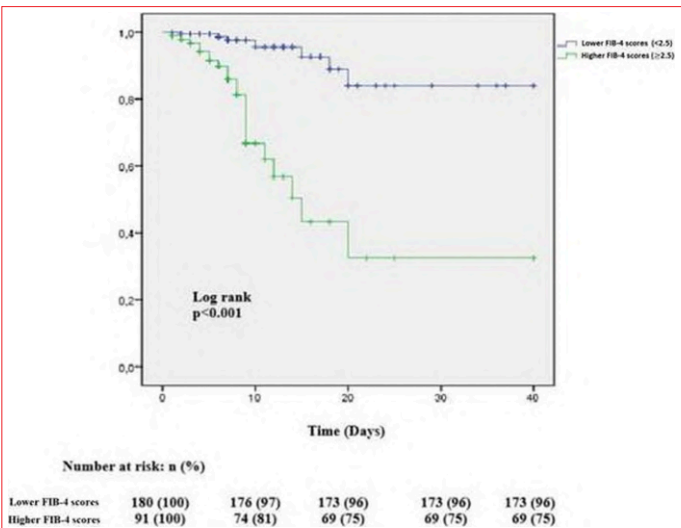 Lower FIB-4 scores (<2.5)
Higher FIB-4 scores (≥2.5)
1,0
0,8
0,6
0,4
0,2
0,0
Log rank
p<0.001
0 10 20 30 40
Time (Days)
Number at risk: n (%)
Lower FIB-4 scores 180 (100) 176 (97) 173 (96) 173 (96) 173 (96)
Higher FIB-4 scores 91 (100) 74 (81) 69 (75) 69 (75) 69 (75)